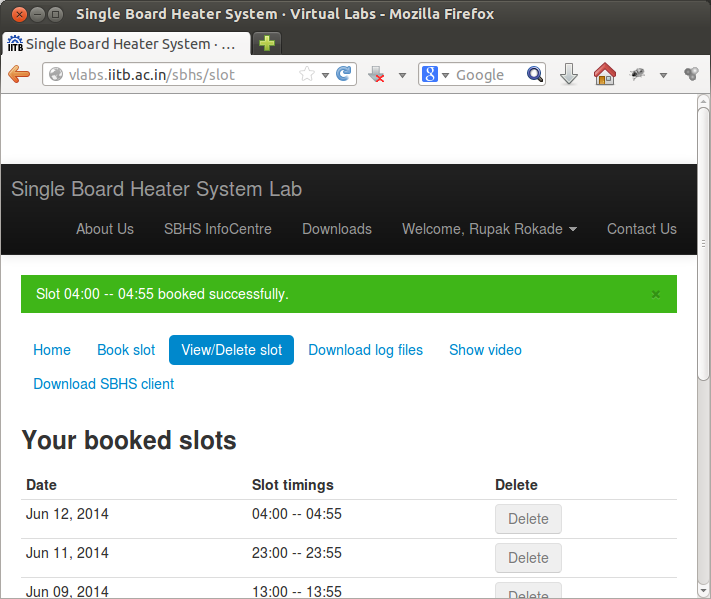 Single Board Heater System · Virtual Labs - Mozilla Firefox
IITB Single Board Heater System · ...
vlabs.iitb.ac.in/sbhs/slot
Google
Single Board Heater System Lab
About Us SBHS InfoCentre Downloads Welcome, Rupak Rokade Contact Us
Slot 04:00 -- 04:55 booked successfully. ×
Home Book slot View/Delete slot Download log files Show video
Download SBHS client
Your booked slots
Date Slot timings Delete
Jun 12, 2014 04:00 -- 04:55 Delete
Jun 11, 2014 23:00 -- 23:55 Delete
Jun 09, 2014 13:00 -- 13:55 Delete